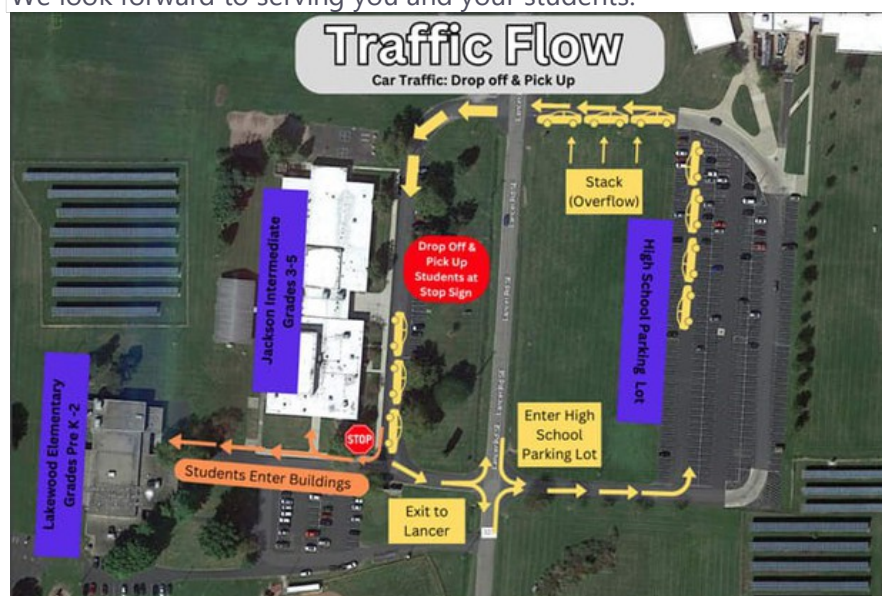 We look forward to serving you and your students.
Traffic Flow
Car Traffic: Drop off & Pick Up
Stack
(Overflow)
Drop Off &
Pick Up
Students at
Stop Sign
Jackson Intermediate
Grades 3-5
High School Parking Lot
Lakewood Elementary
Grades Pre K -2
STOP
Enter High
School
Parking Lot
Students Enter Buildings
Exit to
Lancer